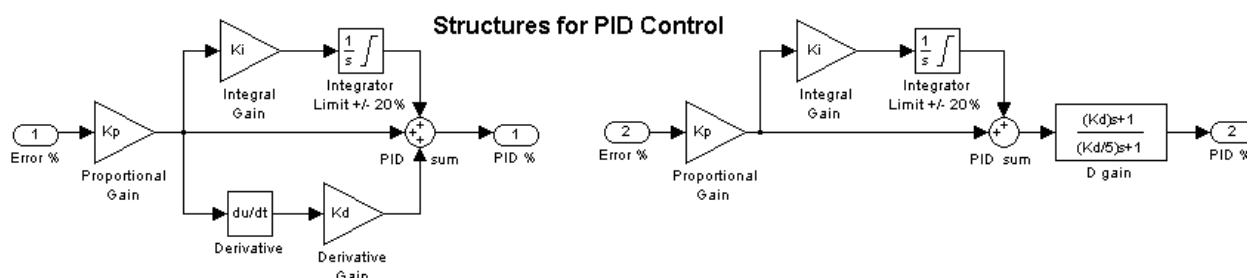 Structures for PID Control
Ki
1
s
Integral
Gain
Integrator
Limit +/- 20%
1
Error %
Kp
Proportional
Gain
+
+
+
PID sum
1
PID %
du/dt
Derivative
Kd
Derivative
Gain
Ki
1
s
Integral
Gain
Integrator
Limit +/- 20%
2
Error %
Kp
Proportional
Gain
+
+
PID sum
(Kd)s+1
(Kd/5)s+1
D gain
2
PID %